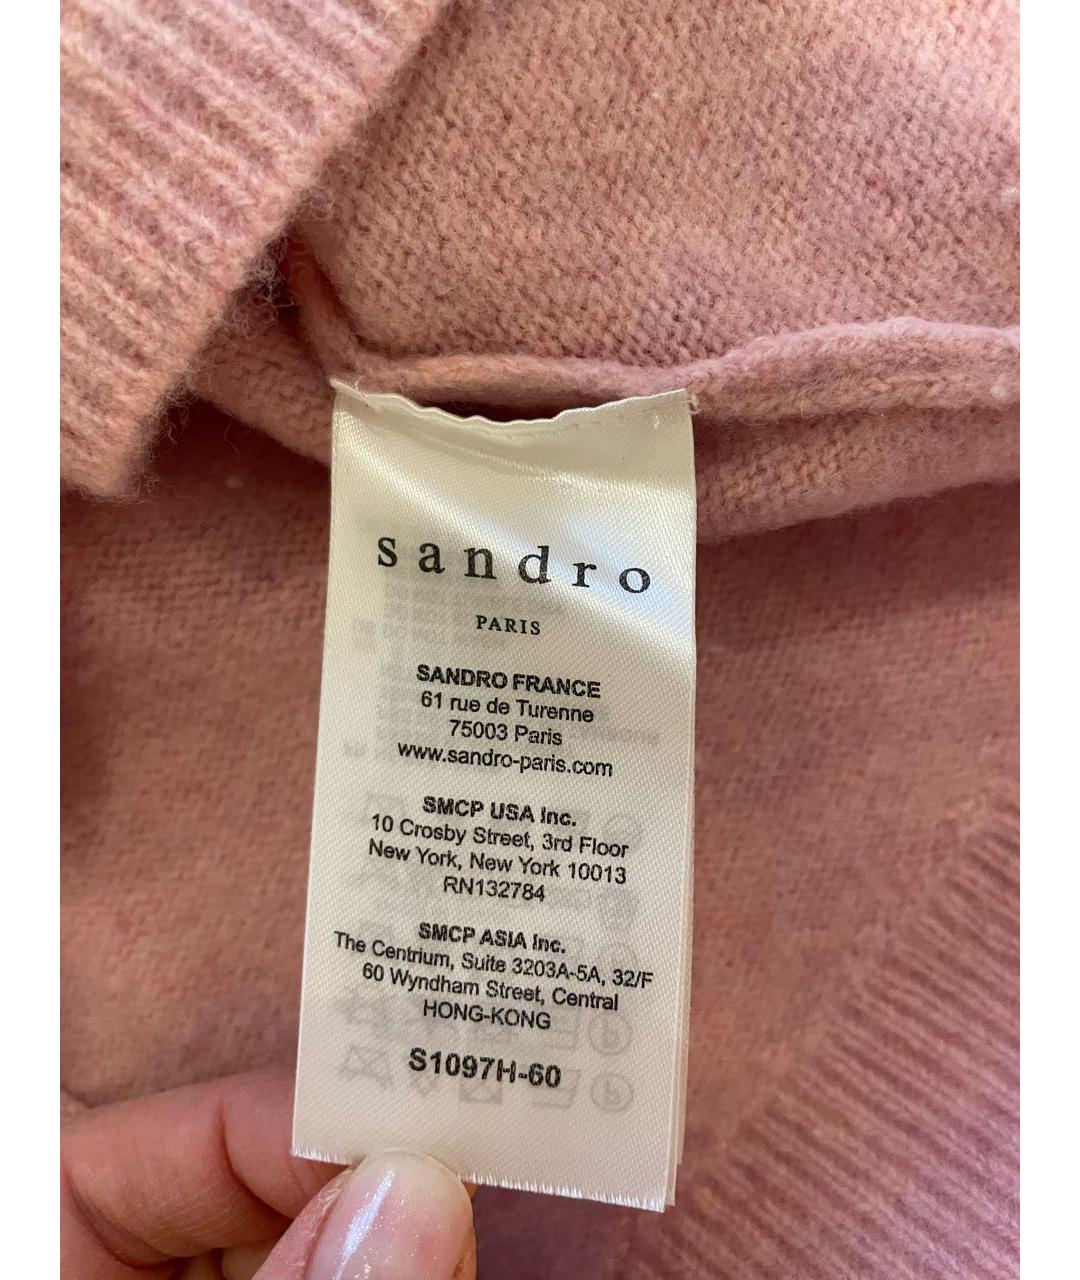 sandro
PARIS
SANDRO FRANCE
61 rue de Turenne
75003 Paris
www.sandro-paris.com
SMCP USA Inc.
10 Crosby Street, 3rd Floor
New York, New York 10013
RN132784
SMCP ASIA Inc.
The Centrium, Suite 3203A-5A, 32/F
60 Wyndham Street, Central
HONG-KONG
S1097H-60